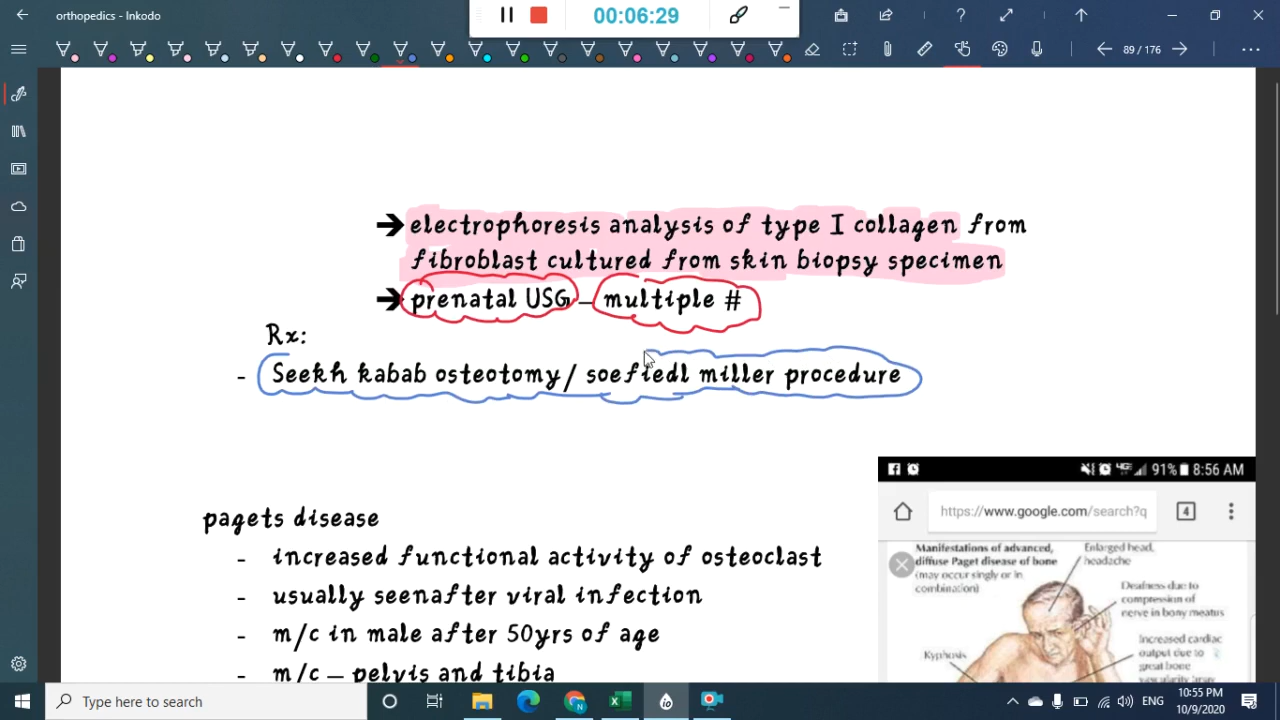 orthopedics - Inkodo
00:06:29
89 / 176
➔ electrophoresis analysis of type I collagen from
fibroblast cultured from skin biopsy specimen
➔ prenatal USG – multiple #
Rx:
- Seekh kabab osteotomy/ soefiedl miller procedure
pagets disease
- increased functional activity of osteoclast
- usually seenafter viral infection
- m/c in male after 50yrs of age
- m/c – pelvis and tibia
91% 8:56 AM
https://www.google.com/search?q
4
Manifestations of advanced,
diffuse Paget disease of bone
(may occur singly or in
combination)
Enlarged head,
headache
Deafness due to
compression of
nerve in bony meatus
Increased cardiac
output due to
great bone
Kyphosis
Type here to search
ENG
10:55 PM
10/9/2020